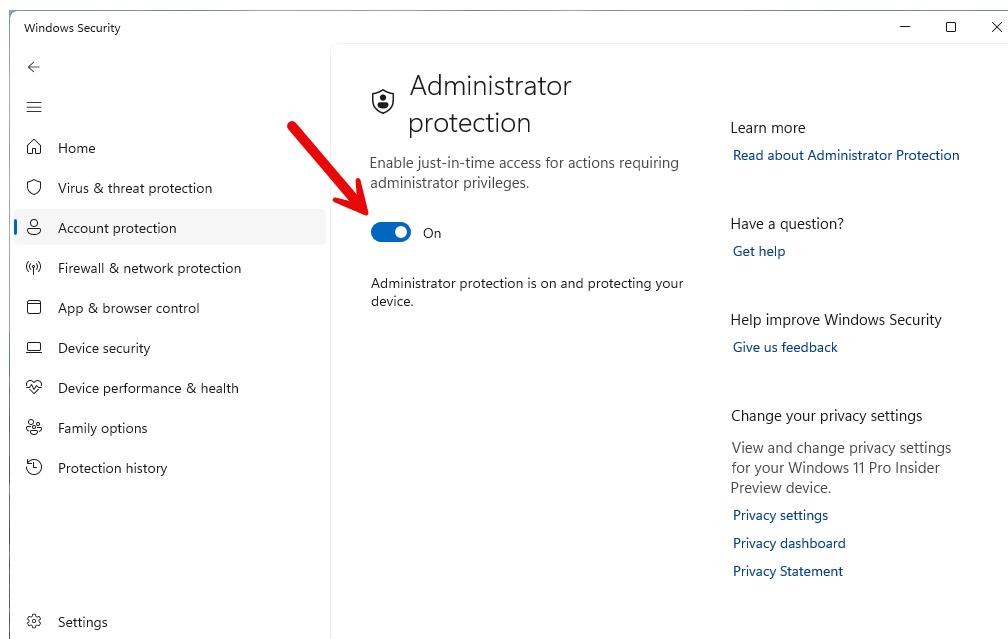 Windows Security
Home
Virus & threat protection
Account protection
Firewall & network protection
App & browser control
Device security
Device performance & health
Family options
Protection history
Settings
Administrator
protection
Enable just-in-time access for actions requiring
administrator privileges.
On
Administrator protection is on and protecting your
device.
Learn more
Read about Administrator Protection
Have a question?
Get help
Help improve Windows Security
Give us feedback
Change your privacy settings
View and change privacy settings
for your Windows 11 Pro Insider
Preview device.
Privacy settings
Privacy dashboard
Privacy Statement